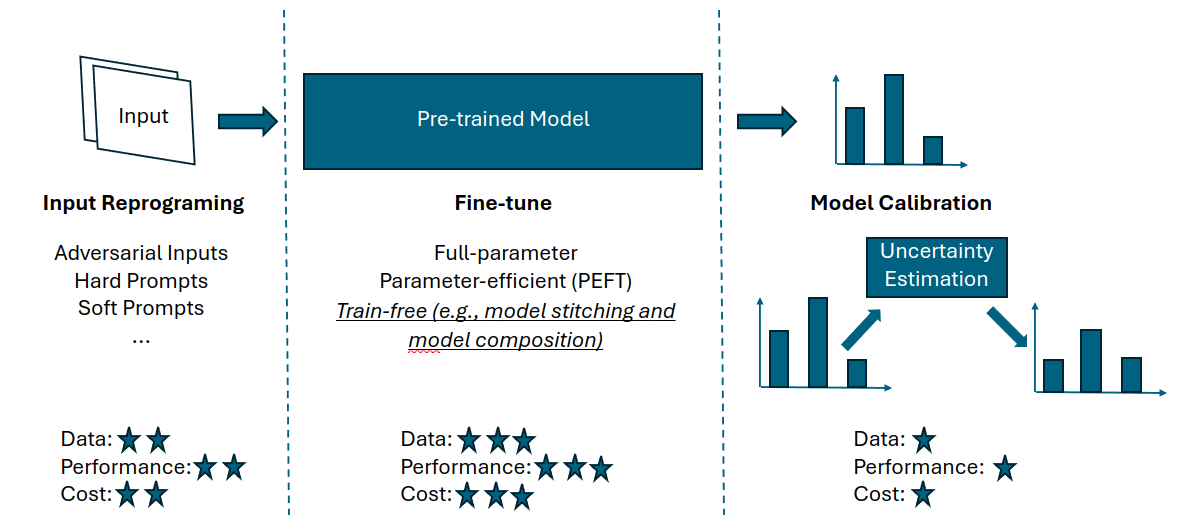 Input
Pre-trained Model
Input Reprograming
Adversarial Inputs
Hard Prompts
Soft Prompts
...
Data:
Performance:
Cost:
Fine-tune
Full-parameter
Parameter-efficient (PEFT)
Train-free (e.g., model stitching and
model composition)
Data:
Performance:
Cost:
Model Calibration
Uncertainty
Estimation
Data:
Performance:
Cost: